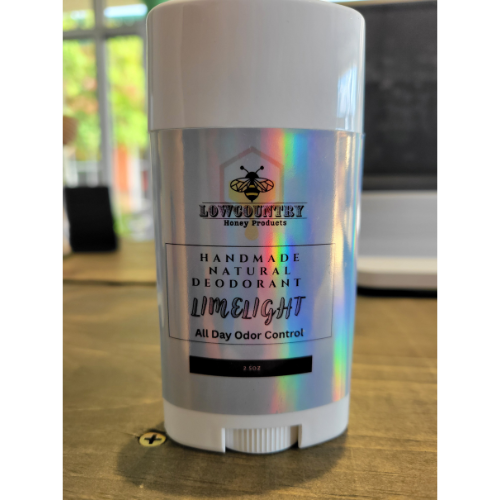 LOWCOUNTRY
Honey Products
HANDMADE
NATURAL
DEODORANT
LIMELIGHT
All Day Odor Control